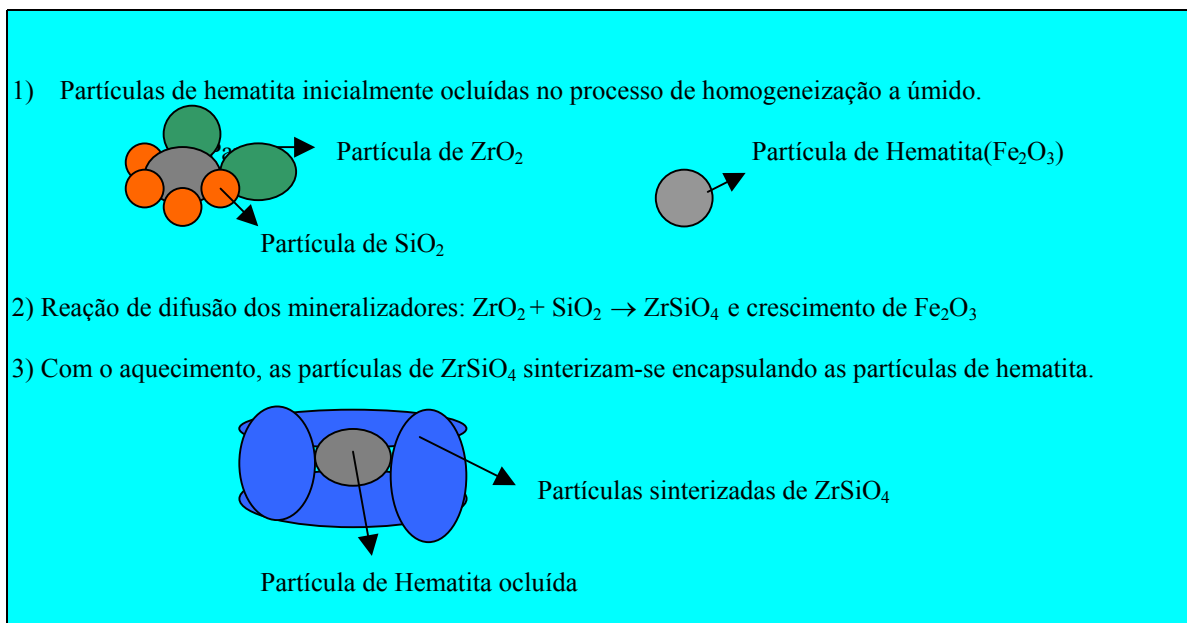 1) Partículas de hematita inicialmente ocluídas no processo de homogeneização a úmido.
Partícula de ZrO₂
Partícula de Hematita(Fe₂O₃)
Partícula de SiO₂
2) Reação de difusão dos mineralizadores: ZrO₂ + SiO₂ → ZrSiO₄ e crescimento de Fe₂O₃
3) Com o aquecimento, as partículas de ZrSiO₄ sinterizam-se encapsulando as partículas de hematita.
Partículas sinterizadas de ZrSiO₄
Partícula de Hematita ocluída